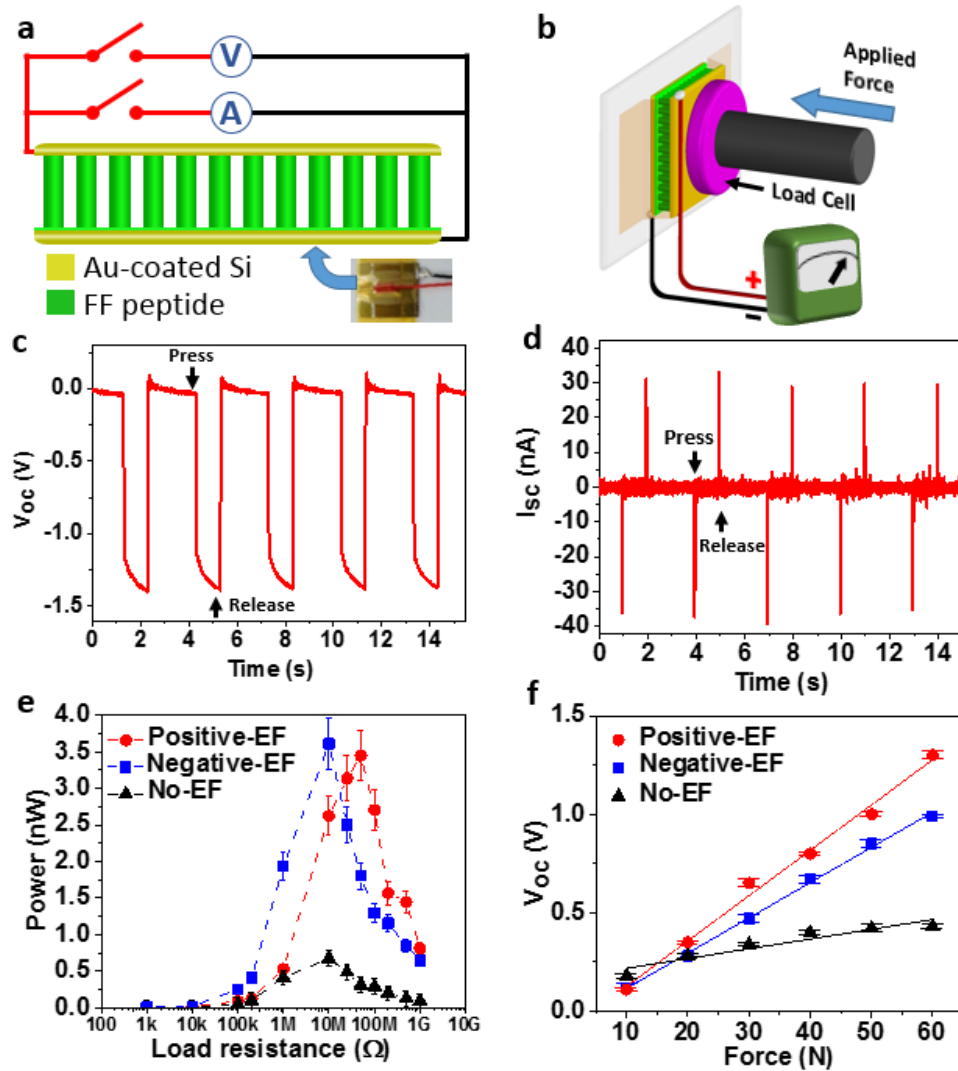 a
V
A
Au-coated Si
FF peptide
b
Applied
Force
Load Cell
+
-
c
Press
Release
0.0
-0.5
-1.0
-1.5
Voc (V)
0 2 4 6 8 10 12 14
Time (s)
d
Press
Release
40
30
20
10
0
-10
-20
-30
-40
Isc (nA)
0 2 4 6 8 10 12 14
Time (s)
e
Positive-EF
Negative-EF
No-EF
4.0
3.5
3.0
2.5
2.0
1.5
1.0
0.5
0.0
Power (nW)
100 1k 10k 100k 1M 10M 100M 1G 10G
Load resistance (Ω)
f
Positive-EF
Negative-EF
No-EF
1.5
1.0
0.5
0.0
Voc (V)
10 20 30 40 50 60
Force (N)